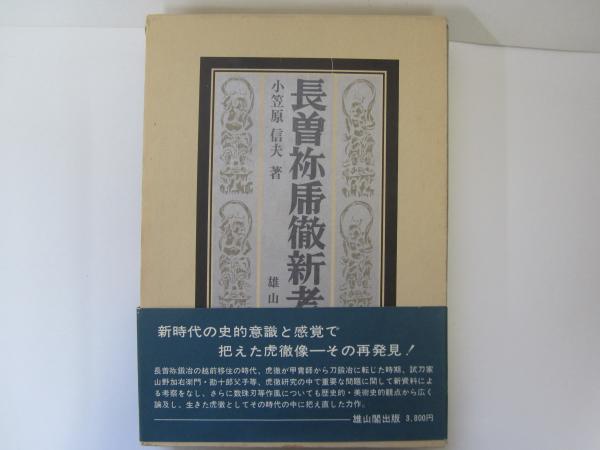 長曽祢乕徹新考
小笠原信夫 著
雄山
新時代の史的意識と感覚で
把えた虎徹像―その再発見!
長曽祢鍛冶の越前移住の時代、虎徹が甲冑師から刀鍛冶に転じた時期、試刀家
山野加右衛門・勘十郎父子等、虎徹研究の中で重要な問題に関して新資料によ
る考察をなし、さらに数珠刃等作風についても歴史的・美術史的観点から広く
論及し、生きた虎徹としてその時代の中に把え直した力作。
雄山閣出版 3,800円